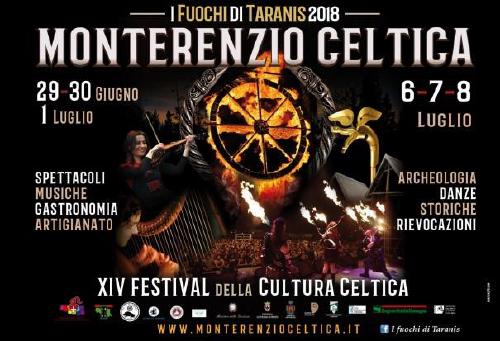 I FUOCHI DI TARANIS 2018
MONTERENZIO CELTICA
29-30 GIUGNO
1 LUGLIO
6-7-8
LUGLIO
SPETTACOLI
MUSICHE
GASTRONOMIA
ARTIGIANATO
ARCHEOLOGIA
DANZE
STORICHE
RIEVOCAZIONI
XIV FESTIVAL DELLA CULTURA CELTICA
WWW.MONTERENZIOCELTICA.IT
I fuochi di Taranis